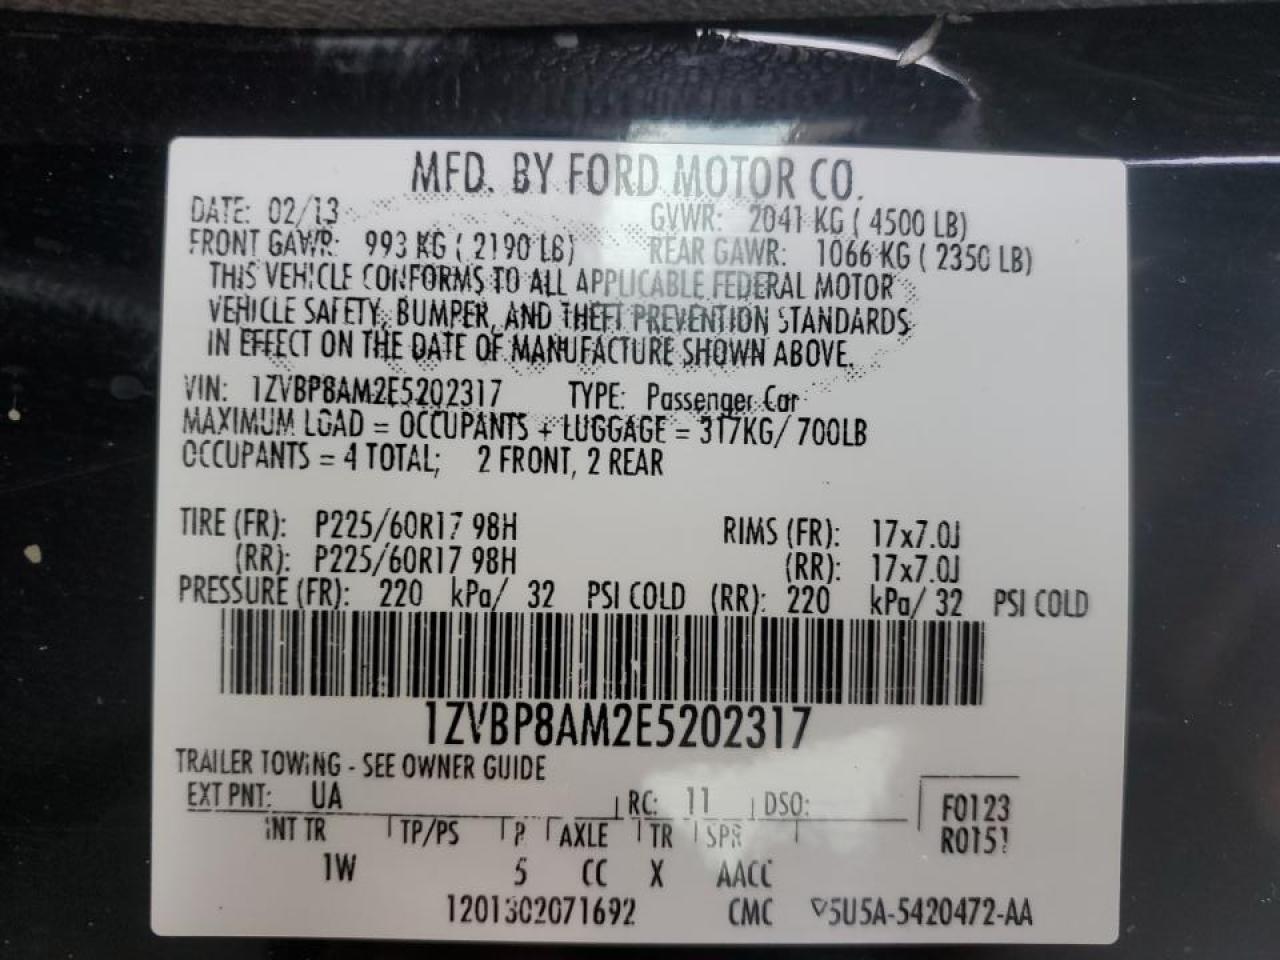 MFD. BY FORD MOTOR CO.
DATE: 02/13 GVWR: 2041 KG ( 4500 LB)
FRONT GAWR: 993 KG ( 2190 LB) REAR GAWR: 1066 KG ( 2350 LB)
THIS VEHICLE CONFORMS TO ALL APPLICABLE FEDERAL MOTOR
VEHICLE SAFETY, BUMPER, AND THEFT PREVENTION STANDARDS
IN EFFECT ON THE DATE OF MANUFACTURE SHOWN ABOVE.
VIN: 1ZVBP8AM2E5202317 TYPE: Passenger Car
MAXIMUM LOAD = OCCUPANTS + LUGGAGE = 317KG/ 700LB
OCCUPANTS = 4 TOTAL; 2 FRONT, 2 REAR
TIRE (FR): P225/60R17 98H RIMS (FR): 17x7.0J
(RR): P225/60R17 98H (RR): 17x7.0J
PRESSURE (FR): 220 kPa/ 32 PSI COLD (RR): 220 kPa/ 32 PSI COLD
1ZVBP8AM2E5202317
TRAILER TOWING - SEE OWNER GUIDE
EXT PNT: UA RC: 11 DSO: F0123
INT TR TP/PS R AXLE TR SPR R0151
1W 5 CC X AACC
1201302071692 CMC 5U5A-5420472-AA